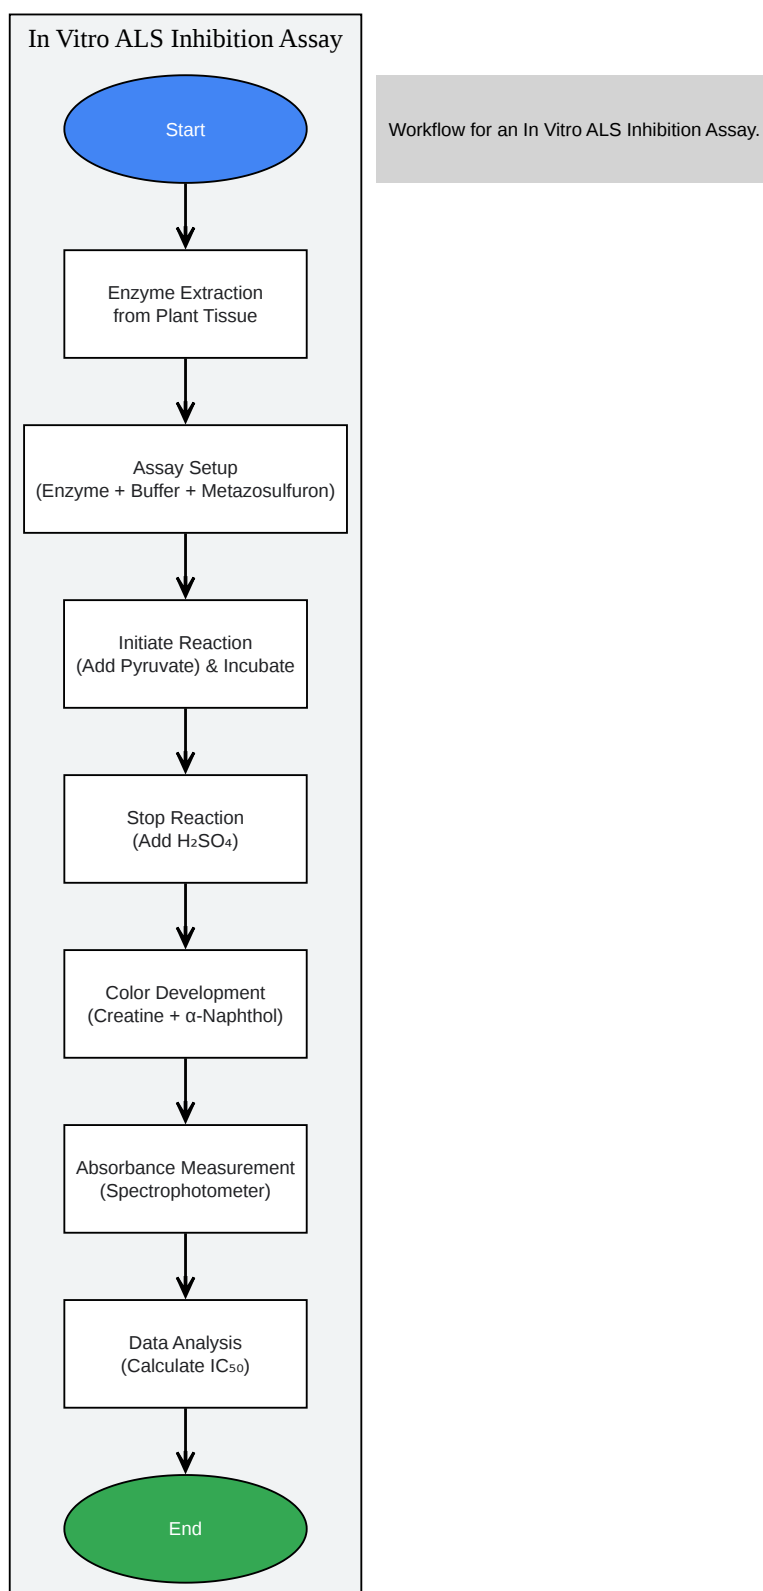 In Vitro ALS Inhibition Assay
Start
Workflow for an In Vitro ALS Inhibition Assay.
Enzyme Extraction
from Plant Tissue
Assay Setup
(Enzyme + Buffer + Metazosulfuron)
Initiate Reaction
(Add Pyruvate) & Incubate
Stop Reaction
(Add H₂SO₄)
Color Development
(Creatine + α-Naphthol)
Absorbance Measurement
(Spectrophotometer)
Data Analysis
(Calculate IC₅₀)
End